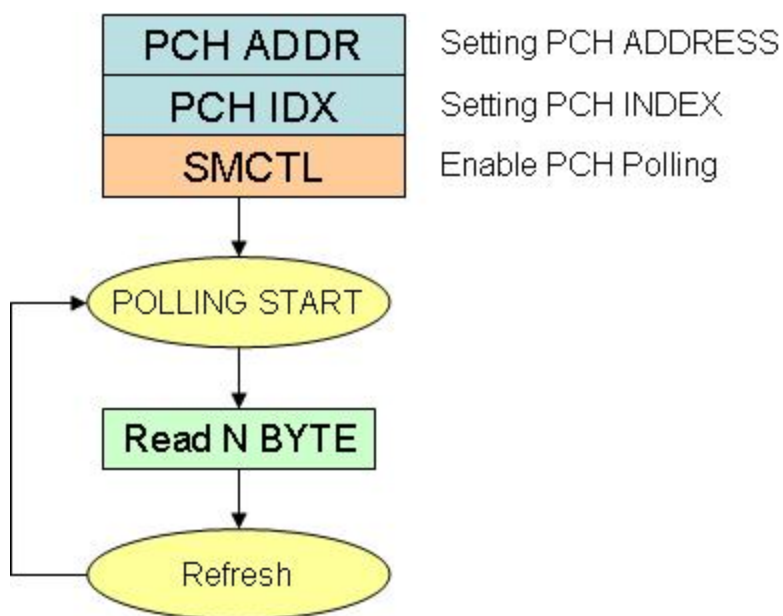 PCH ADDR Setting PCH ADDRESS
PCH IDX Setting PCH INDEX
SMCTL Enable PCH Polling
POLLING START
Read N BYTE
Refresh